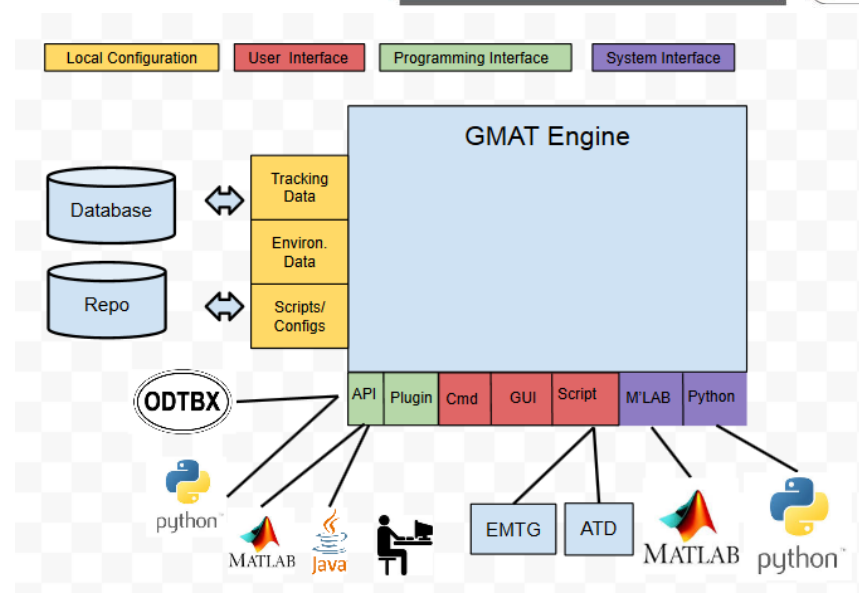 Local Configuration
User Interface
Programming Interface
System Interface
GMAT Engine
Tracking
Data
Database
Environ.
Data
Repo
Scripts/
Configs
API
Plugin
Cmd
GUI
Script
M'LAB
Python
ODTBX
python
MATLAB
Java
EMTG
ATD
MATLAB
python